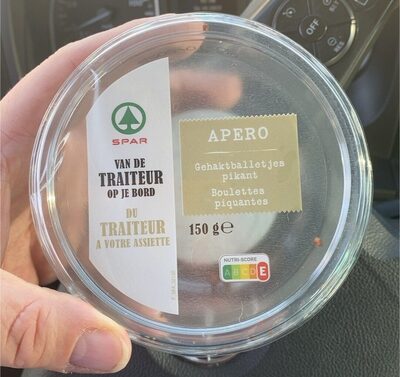 SPAR
VAN DE
TRAITEUR
OP JE BORD
DU
TRAITEUR
A VOTRE ASSIETTE
APERO
Gehaktballetjes
pikant
Boulettes
piquantes
150 g e
NUTRI-SCORE
A B C D E
OFF